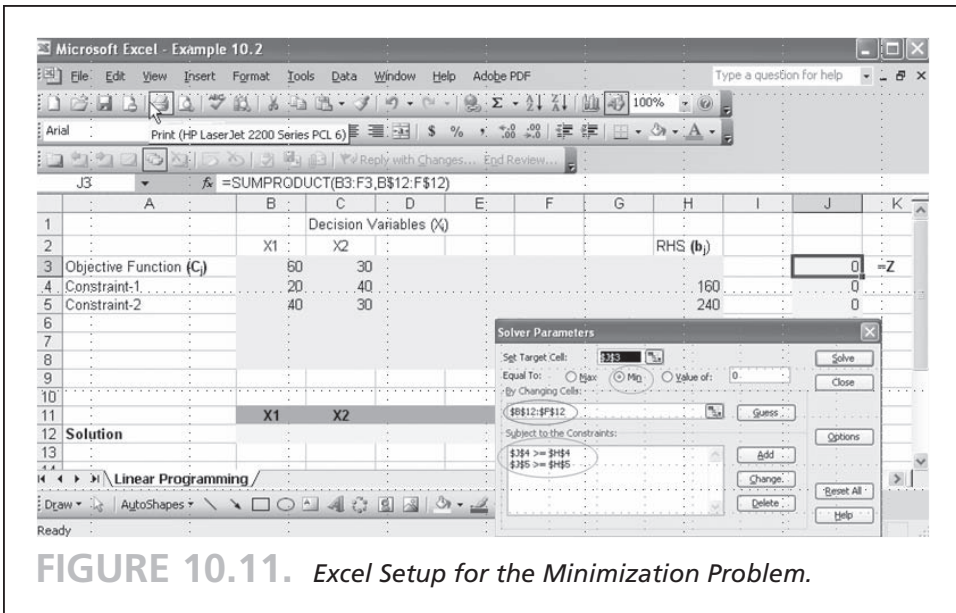 Microsoft Excel - Example 10.2
File Edit View Insert Format Tools Data Window Help Adobe PDF Type a question for help
100%
Arial Print (HP LaserJet 2200 Series PCL 6) $ %
Reply with Changes... End Review...
J3 fx =SUMPRODUCT(B3:F3,B$12:F$12)
A B C D E F G H I J K
1 Decision Variables (Xi)
2 X1 X2 RHS (bj)
3 Objective Function (Cj) 60 30 0 =Z
4 Constraint-1 20 40 160 0
5 Constraint-2 40 30 240 0
6
7
8
9
10
11 X1 X2
12 Solution
13
14
Solver Parameters
Set Target Cell: $J$3 Solve
Equal To: Max Min Value of: 0 Close
By Changing Cells:
$B$12:$F$12 Guess
Subject to the Constraints: Options
$J$4 >= $H$4 Add
$J$5 >= $H$5 Change
Delete
Reset All
Help
Linear Programming
Draw AutoShapes
Ready
FIGURE 10.11. Excel Setup for the Minimization Problem.